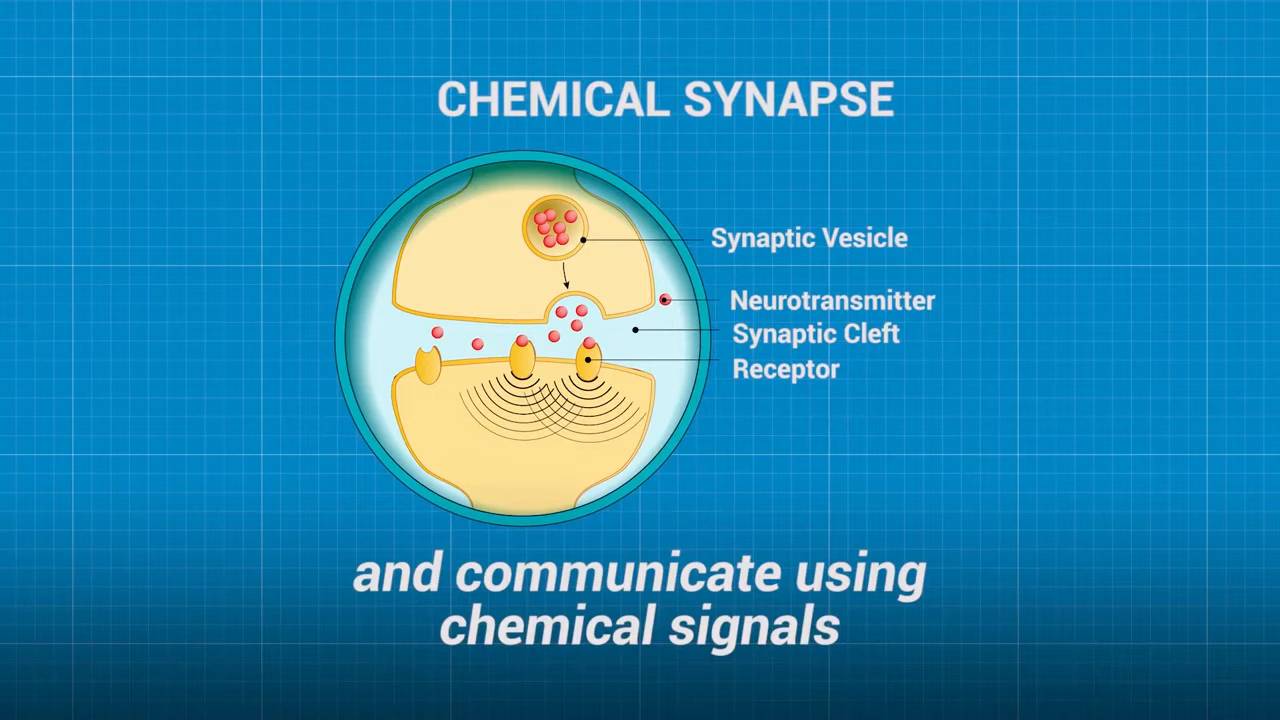 CHEMICAL SYNAPSE
Synaptic Vesicle
Neurotransmitter
Synaptic Cleft
Receptor
and communicate using
chemical signals